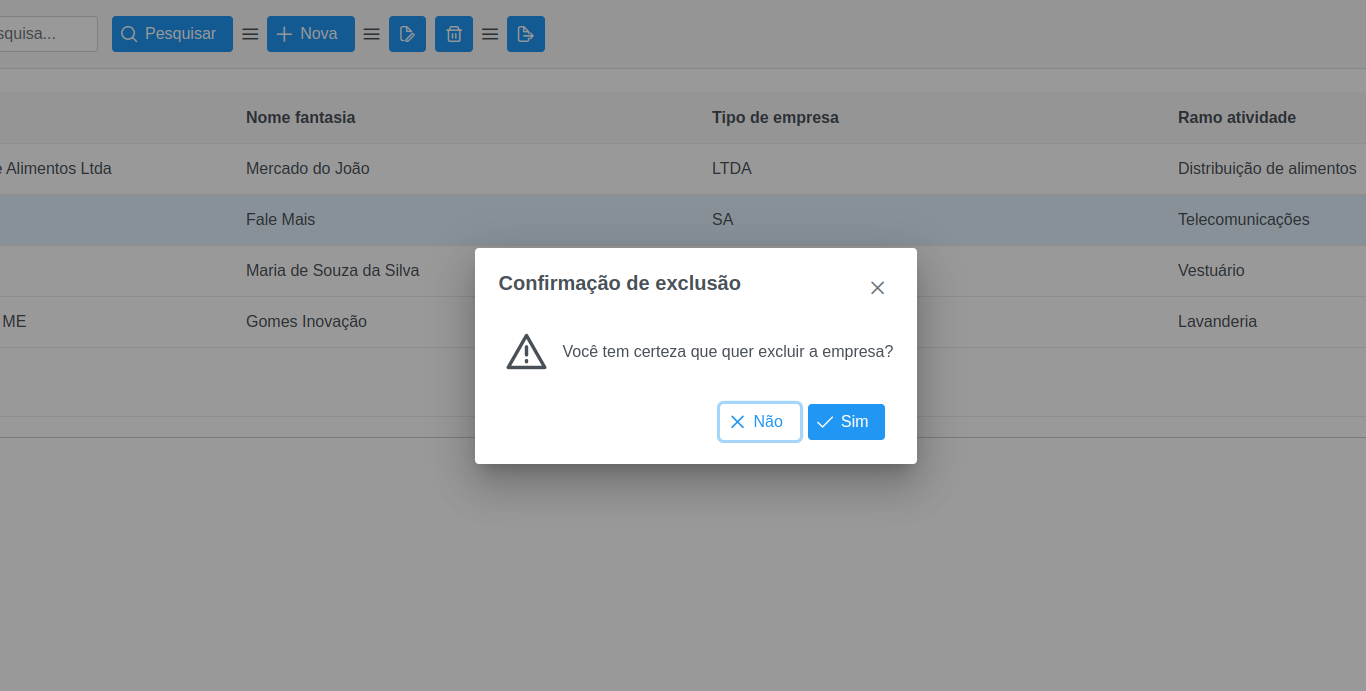 squisa...
Pesquisar
Nova
Nome fantasia Tipo de empresa Ramo atividade
e Alimentos Ltda Mercado do João LTDA Distribuição de alimentos
Fale Mais SA Telecomunicações
Maria de Souza da Silva Vestuário
ME Gomes Inovação Lavanderia
Confirmação de exclusão
Você tem certeza que quer excluir a empresa?
Não Sim